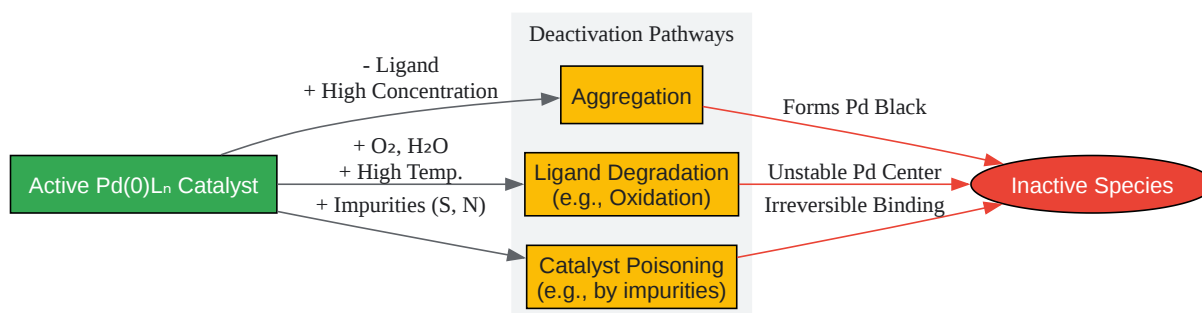 Deactivation Pathways
- Ligand
+ High Concentration
Aggregation
Forms Pd Black
Active Pd(0)Lₙ Catalyst
+ O₂, H₂O
+ High Temp.
Ligand Degradation
(e.g., Oxidation)
Unstable Pd Center
Inactive Species
+ Impurities (S, N)
Catalyst Poisoning
(e.g., by impurities)
Irreversible Binding